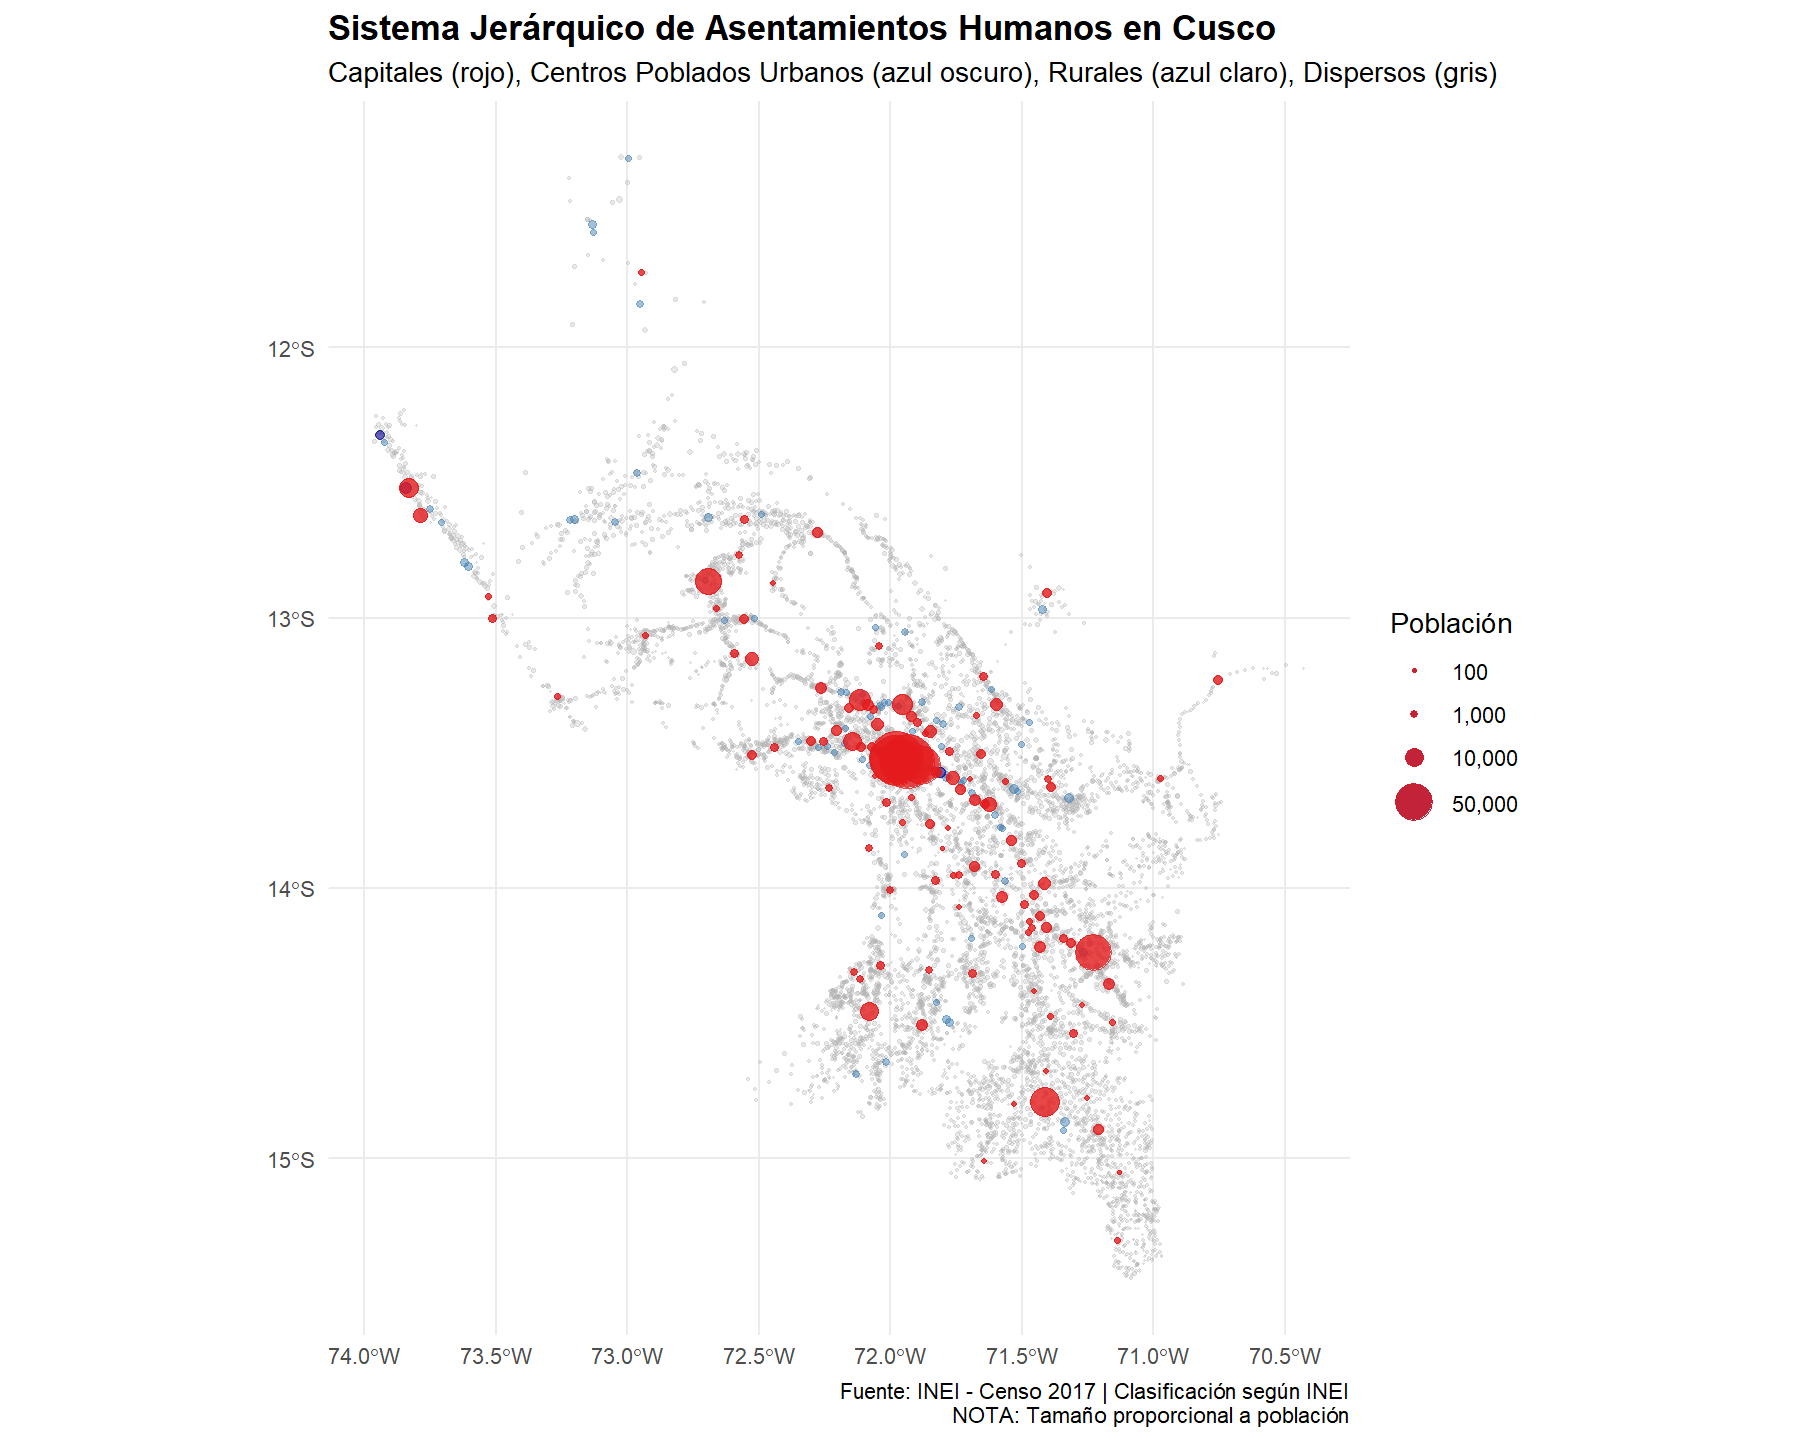 Sistema Jerárquico de Asentamientos Humanos en Cusco
Capitales (rojo), Centros Poblados Urbanos (azul oscuro), Rurales (azul claro), Dispersos (gris)
12°S
13°S
14°S
15°S
74.0°W
73.5°W
73.0°W
72.5°W
72.0°W
71.5°W
71.0°W
70.5°W
Población
100
1,000
10,000
50,000
Fuente: INEI - Censo 2017 | Clasificación según INEI
NOTA: Tamaño proporcional a población